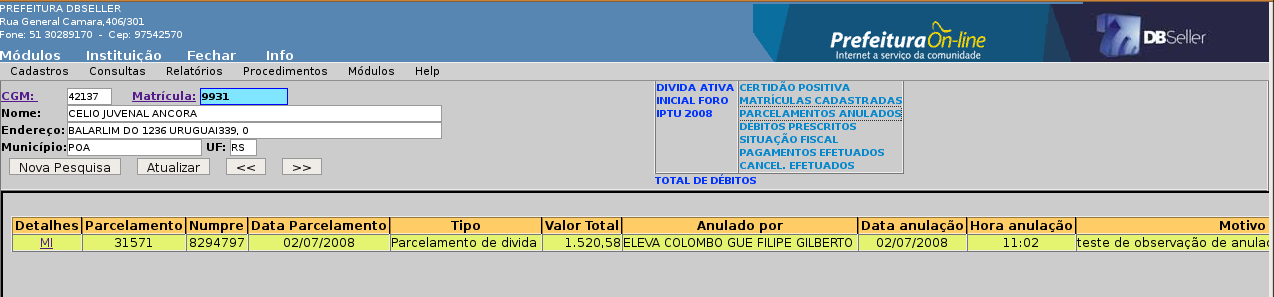 PREFEITURA DBSELLER
Rua General Camara,406/301
Fone: 51 30289170 - Cep: 97542570
Prefeitura On-line
Internet a serviço da comunidade
DBSeller
Módulos Instituição Fechar Info
Cadastros Consultas Relatórios Procedimentos Módulos Help
CGM: 42137 Matrícula: 9931
Nome: CELIO JUVENAL ANCORA
Endereço: BALARLIM DO 1236 URUGUAI339, 0
Município: POA UF: RS
Nova Pesquisa Atualizar << >>
DIVIDA ATIVA
INICIAL FORO
IPTU 2008
CERTIDÃO POSITIVA
MATRÍCULAS CADASTRADAS
PARCELAMENTOS ANULADOS
DÉBITOS PRESCRITOS
SITUAÇÃO FISCAL
PAGAMENTOS EFETUADOS
CANCEL. EFETUADOS
TOTAL DE DÉBITOS
Detalhes Parcelamento Numpre Data Parcelamento Tipo Valor Total Anulado por Data anulação Hora anulação Motivo
MI 31571 8294797 02/07/2008 Parcelamento de divida 1.520,58 ELEVA COLOMBO GUE FILIPE GILBERTO 02/07/2008 11:02 teste de observação de anulac